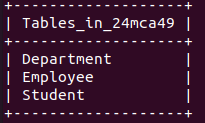 +-------------------+
| Tables_in_24mca49 |
+-------------------+
| Department        |
| Employee          |
| Student           |
+-------------------+